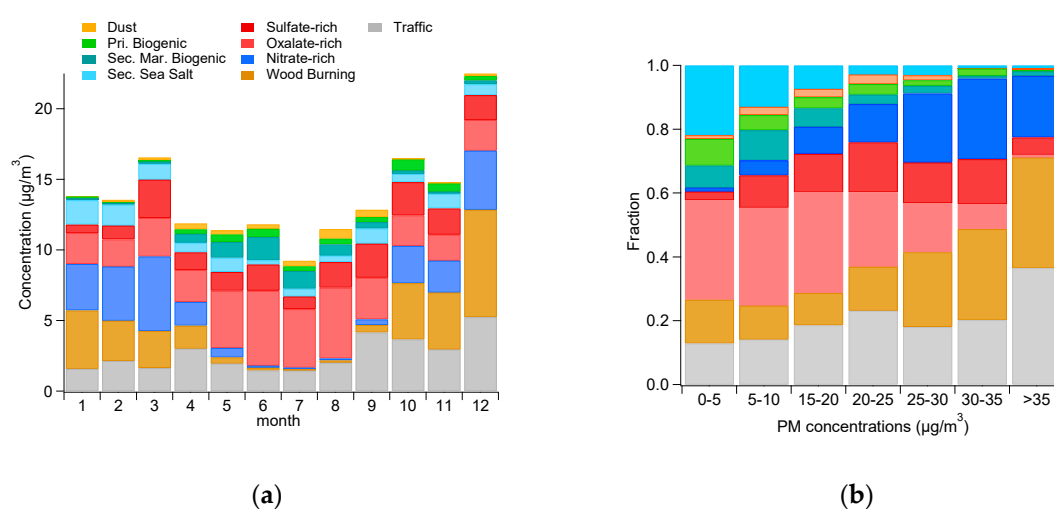 Dust
Pri. Biogenic
Sec. Mar. Biogenic
Sec. Sea Salt
Sulfate-rich
Oxalate-rich
Nitrate-rich
Wood Burning
Traffic
Concentration (µg/m³)
20
15
10
5
0
1 2 3 4 5 6 7 8 9 10 11 12
month
(a)
Fraction
1.0
0.8
0.6
0.4
0.2
0.0
0-5 5-10 15-20 20-25 25-30 30-35 >35
PM concentrations (µg/m³)
(b)